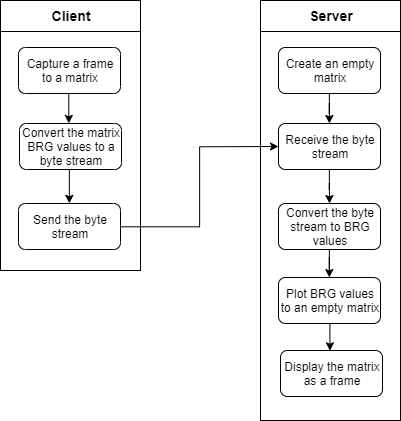 Client
Capture a frame
to a matrix
Convert the matrix
BRG values to a
byte stream
Send the byte
stream
Server
Create an empty
matrix
Receive the byte
stream
Convert the byte
stream to BRG
values
Plot BRG values
to an empty matrix
Display the matrix
as a frame